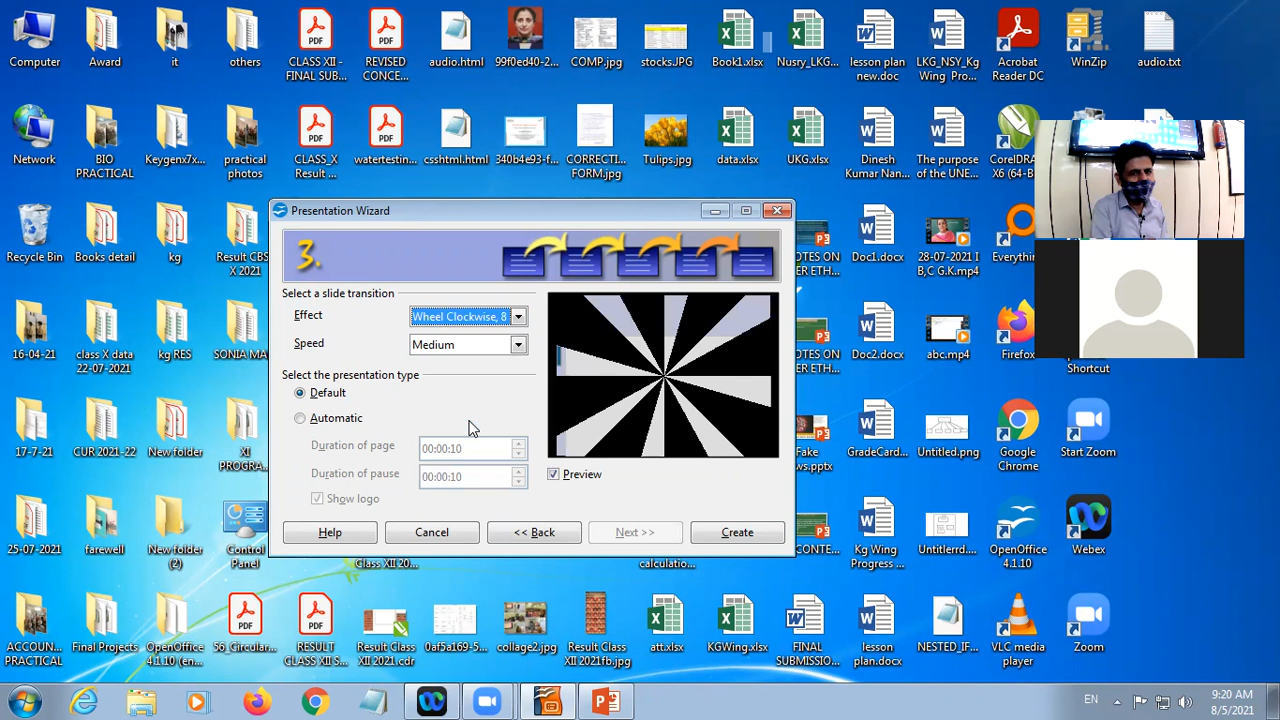 Computer
Award
it
others
CLASS XII -
FINAL SUB...
REVISED
CONCE...
audio.html
99f0ed40-2...
COMP.jpg
stocks.JPG
Book1.xlsx
Nusry_LKG...
lesson plan
new.doc
LKG_NSY_Kg
Wing Pro...
Acrobat
Reader DC
WinZip
audio.txt
Network
BIO
PRACTICAL
Keygenx7x...
practical
photos
CLASS_X
Result ...
watertestin...
csshtml.html
340b4e93-f...
CORRECTI...
FORM.jpg
Tulips.jpg
data.xlsx
UKG.xlsx
Dinesh
Kumar Nan...
The purpose
of the UNE...
CorelDRA
X6 (64-B
Recycle Bin
Books detail
kg
Result CBS
X 2021
Doc1.docx
28-07-2021 I
B,C G.K.mp4
Everythin
16-04-21
class X data
22-07-2021
kg RES
SONIA MA
Doc2.docx
abc.mp4
Firefox
Shortcut
17-7-21
CUR 2021-22
New folder
XI
PROGRA...
Fake
GradeCard...
Untitled.png
Google
Chrome
Start Zoom
25-07-2021
farewell
New folder
(2)
Control
Panel
Class XII 20...
calculatio...
Kg Wing
Progress ...
Untitlerrd....
OpenOffice
4.1.10
Webex
ACCOUN...
PRACTICAL
Final Projects
OpenOffice
4.1.10 (en...
56_Circular...
RESULT
CLASS XII S...
Result Class
XII 2021.cdr
0af5a169-5...
collage2.jpg
Result Class
XII 2021fb.jpg
att.xlsx
KGWing.xlsx
FINAL
SUBMISSIO...
lesson
plan.docx
NESTED_IF...
VLC media
player
Zoom
Presentation Wizard
3.
Select a slide transition
Effect
Wheel Clockwise, 8
Speed
Medium
Select the presentation type
Default
Automatic
Duration of page
00:00:10
Duration of pause
00:00:10
Show logo
Preview
Help
Cancel
<< Back
Next >>
Create
EN
9:20 AM
8/5/2021